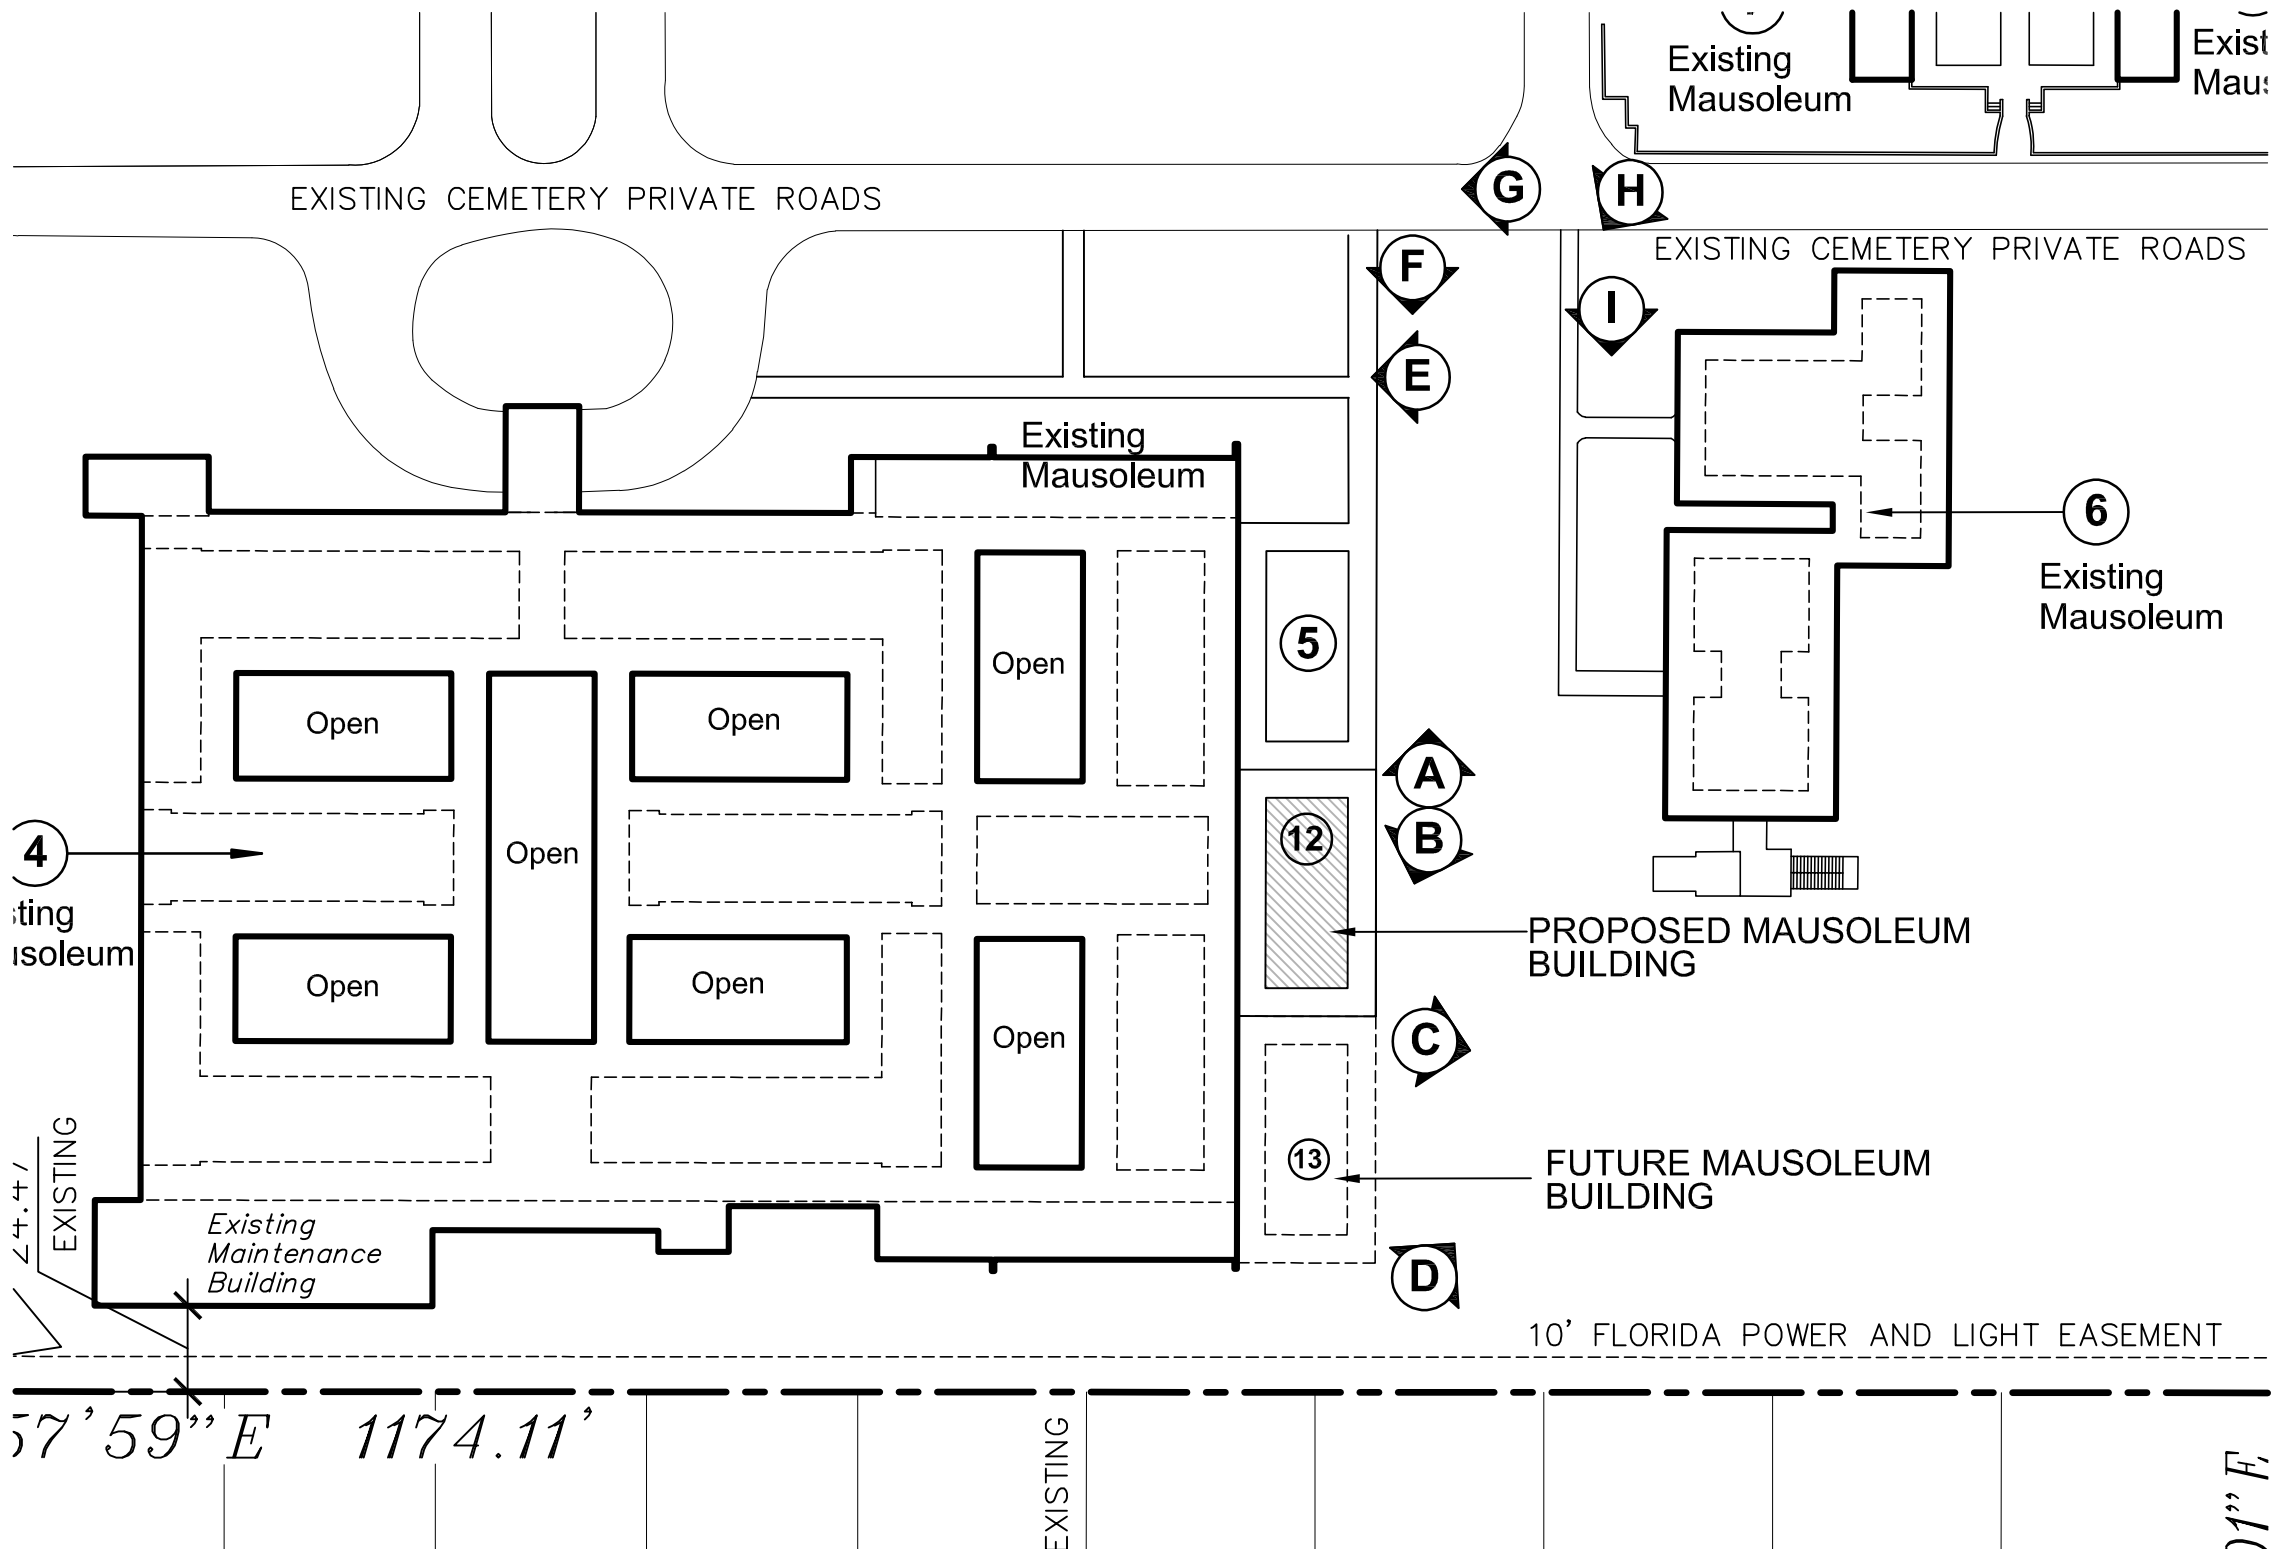 Existing
Mausoleum
EXISTING CEMETERY PRIVATE ROADS
G
H
EXISTING CEMETERY PRIVATE ROADS
F
I
E
Existing
Mausoleum
6
Existing
Mausoleum
5
Open
Open
Open
Open
A
12
B
4
PROPOSED MAUSOLEUM
BUILDING
Open
Open
Open
C
13
FUTURE MAUSOLEUM
BUILDING
EXISTING
Existing
Maintenance
Building
D
10' FLORIDA POWER AND LIGHT EASEMENT
57'59"E 1174.11'
EXISTING
01"E